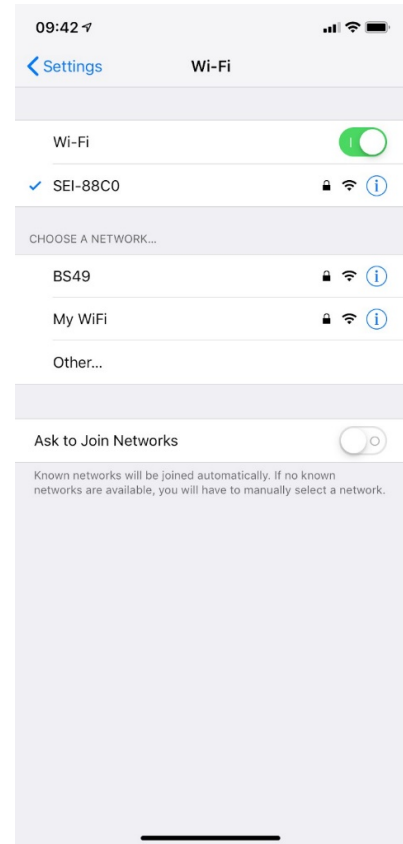 09:42
Settings
Wi-Fi
Wi-Fi
SEI-88C0
CHOOSE A NETWORK...
BS49
My WiFi
Other...
Ask to Join Networks
Known networks will be joined automatically. If no known
networks are available, you will have to manually select a network.